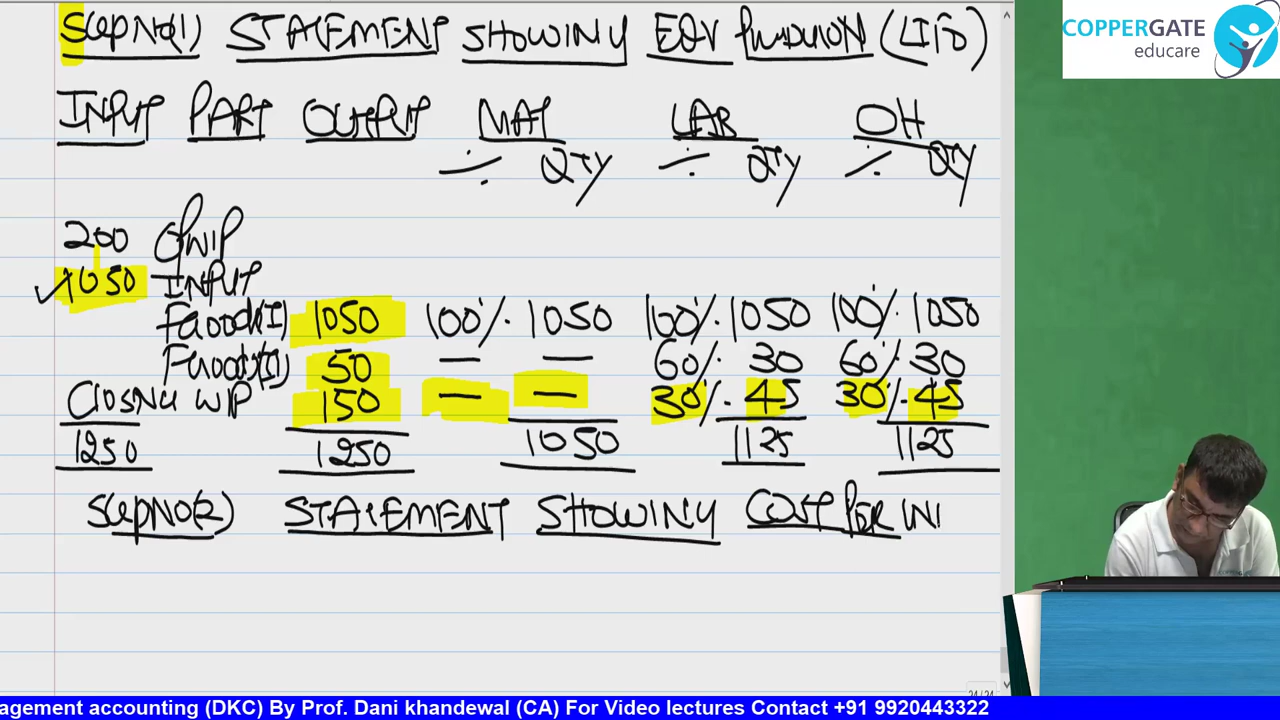 COPPERGATE
educare
Step No(1) STATEMENT SHOWING EQV Production (LIFO)
INPUT PART OUTPUT MAT LAB OH
% QTY % QTY % QTY
200 OPWIP
1050 INPUT
1050 100% 1050 100% 1050 100% 1050
50 — — 60% 30 60% 30
Closing WIP 150 — — 30% 45 30% 45
1250 1250 1050 1125 1125
Step No(2) STATEMENT SHOWING COST PER UNI
24/24
agement accounting (DKC) By Prof. Dani khandewal (CA) For Video lectures Contact +91 9920443322